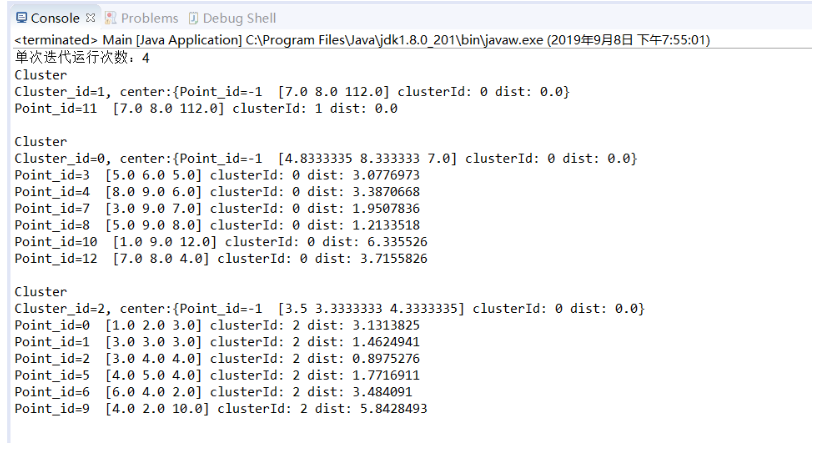 Console Problems Debug Shell
<terminated> Main [Java Application] C:\Program Files\Java\jdk1.8.0_201\bin\javaw.exe (2019年9月8日 下午7:55:01)
单次迭代运行次数：4
Cluster
Cluster_id=1, center:{Point_id=-1  [7.0 8.0 112.0] clusterId: 0 dist: 0.0}
Point_id=11  [7.0 8.0 112.0] clusterId: 1 dist: 0.0

Cluster
Cluster_id=0, center:{Point_id=-1  [4.8333335 8.333333 7.0] clusterId: 0 dist: 0.0}
Point_id=3  [5.0 6.0 5.0] clusterId: 0 dist: 3.0776973
Point_id=4  [8.0 9.0 6.0] clusterId: 0 dist: 3.3870668
Point_id=7  [3.0 9.0 7.0] clusterId: 0 dist: 1.9507836
Point_id=8  [5.0 9.0 8.0] clusterId: 0 dist: 1.2133518
Point_id=10  [1.0 9.0 12.0] clusterId: 0 dist: 6.335526
Point_id=12  [7.0 8.0 4.0] clusterId: 0 dist: 3.7155826

Cluster
Cluster_id=2, center:{Point_id=-1  [3.5 3.3333333 4.3333335] clusterId: 0 dist: 0.0}
Point_id=0  [1.0 2.0 3.0] clusterId: 2 dist: 3.1313825
Point_id=1  [3.0 3.0 3.0] clusterId: 2 dist: 1.4624941
Point_id=2  [3.0 4.0 4.0] clusterId: 2 dist: 0.8975276
Point_id=5  [4.0 5.0 4.0] clusterId: 2 dist: 1.7716911
Point_id=6  [6.0 4.0 2.0] clusterId: 2 dist: 3.484091
Point_id=9  [4.0 2.0 10.0] clusterId: 2 dist: 5.8428493